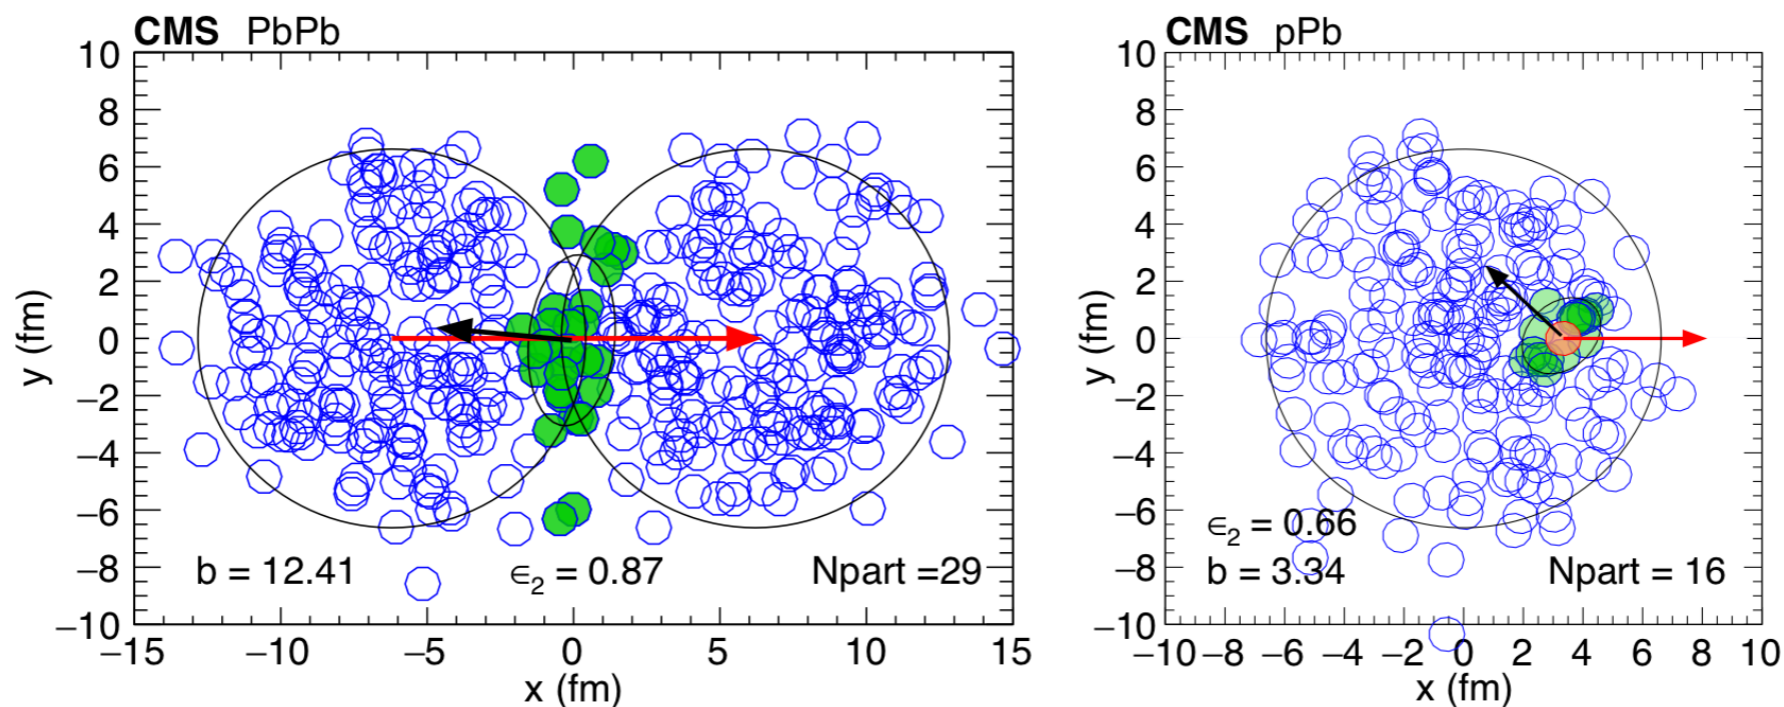 CMS PbPb
10
8
6
4
2
0
−2
−4
−6
−8
−10
y (fm)
b = 12.41
ϵ2 = 0.87
Npart =29
−15 −10 −5 0 5 10 15
x (fm)
CMS pPb
10
8
6
4
2
0
−2
−4
−6
−8
−10
y (fm)
ϵ2 = 0.66
b = 3.34
Npart = 16
−10 −8 −6 −4 −2 0 2 4 6 8 10
x (fm)